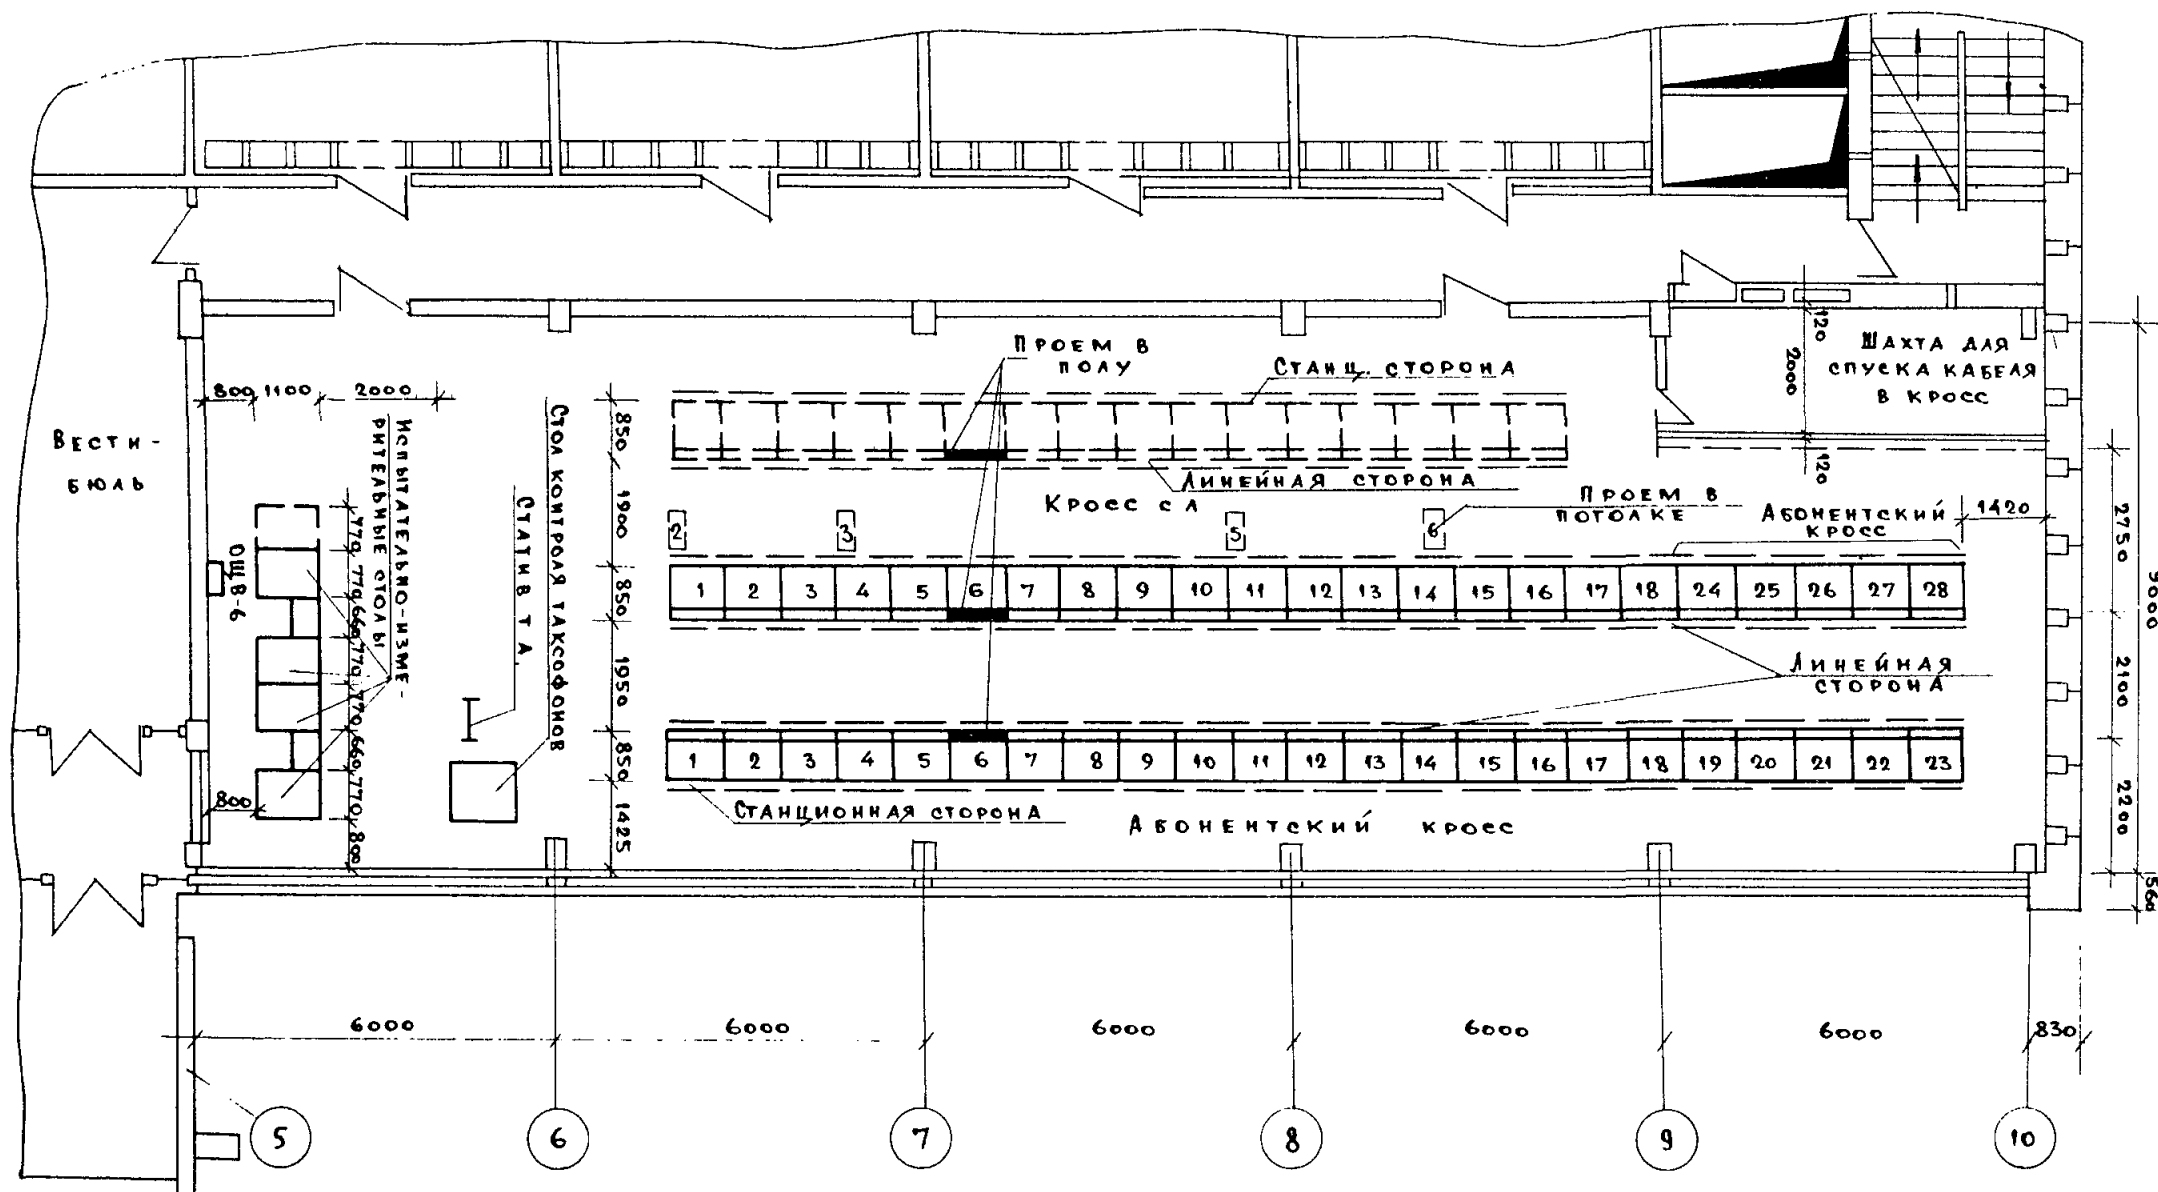 ПРОЕМ В
ПОЛУ
СТАНЦ. СТОРОНА
120
2000
120
ШАХТА ДЛЯ
СПУСКА КАБЕЛЯ
В КРОСС
800 1100 2000
ВЕСТИ-
БЮЛЬ
ИСПЫТАТЕЛЬНО-ИЗМЕ-
РИТЕЛЬНЫЕ СТОЛЫ
СТОЛ КОНТРОЛЯ ТАКСОФОНОВ
СТАТИВ ТА
ОЩВ-6
770 770 660 770 770 660 770 800
800
850 1900 850 1950 850 1425
ЛИНЕЙНАЯ СТОРОНА
КРОСС СЛ
ПРОЕМ В
ПОТОЛКЕ
АБОНЕНТСКИЙ
КРОСС
1420
2 3 5 6
1 2 3 4 5 6 7 8 9 10 11 12 13 14 15 16 17 18 24 25 26 27 28
ЛИНЕЙНАЯ
СТОРОНА
1 2 3 4 5 6 7 8 9 10 11 12 13 14 15 16 17 18 19 20 21 22 23
СТАНЦИОННАЯ СТОРОНА
АБОНЕНТСКИЙ КРОСС
2750 2100 2200
9000
560
6000 6000 6000 6000 6000 830
5 6 7 8 9 10